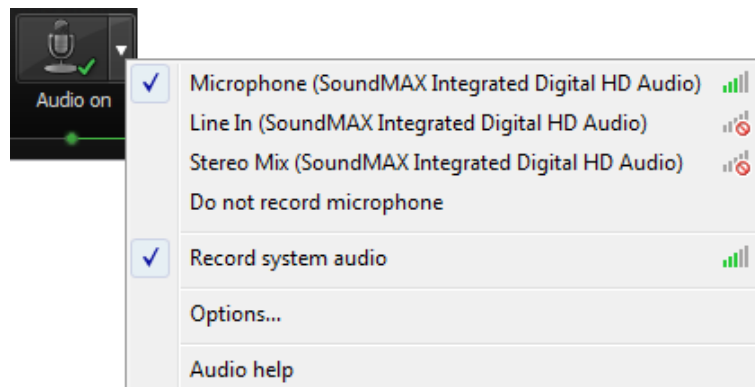 Audio on
Microphone (SoundMAX Integrated Digital HD Audio)
Line In (SoundMAX Integrated Digital HD Audio)
Stereo Mix (SoundMAX Integrated Digital HD Audio)
Do not record microphone
Record system audio
Options...
Audio help